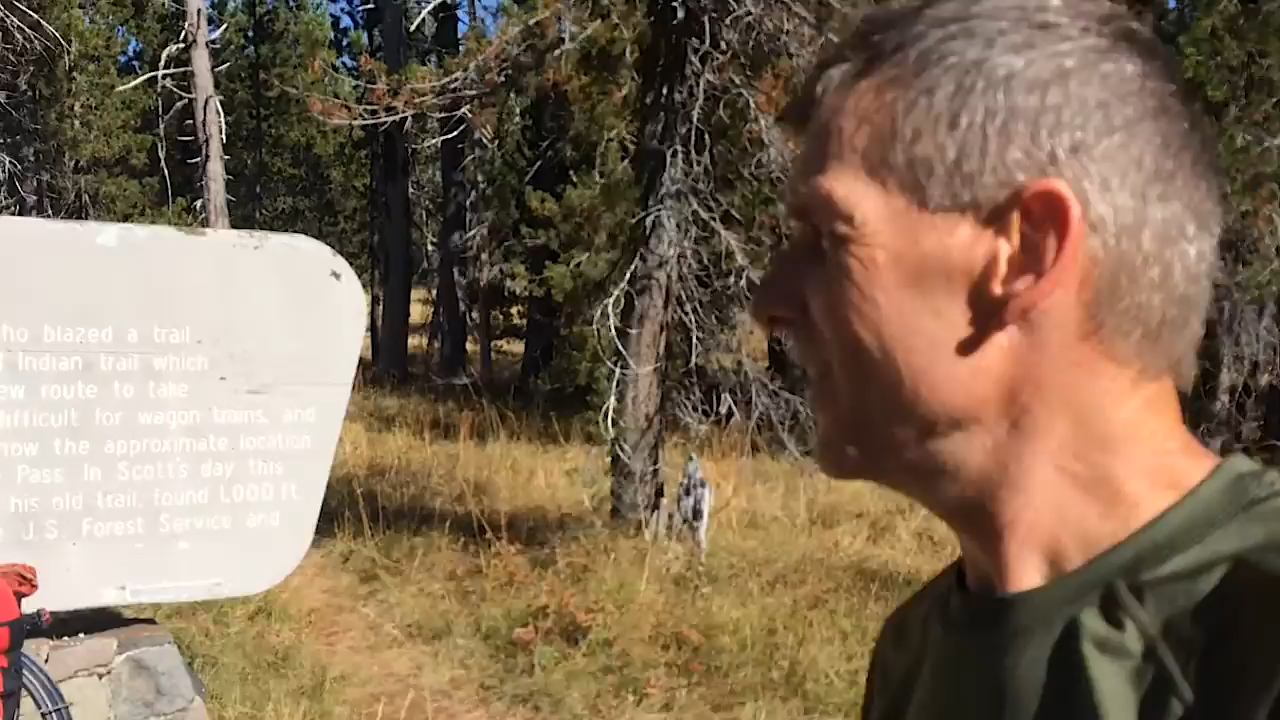 ho blazed a trail
Indian trail which
ew route to take
ifficult for wagon trains, and
now the approximate location
Pass. In Scott's day this
his old trail, found 1,000 ft.
U.S. Forest Service and